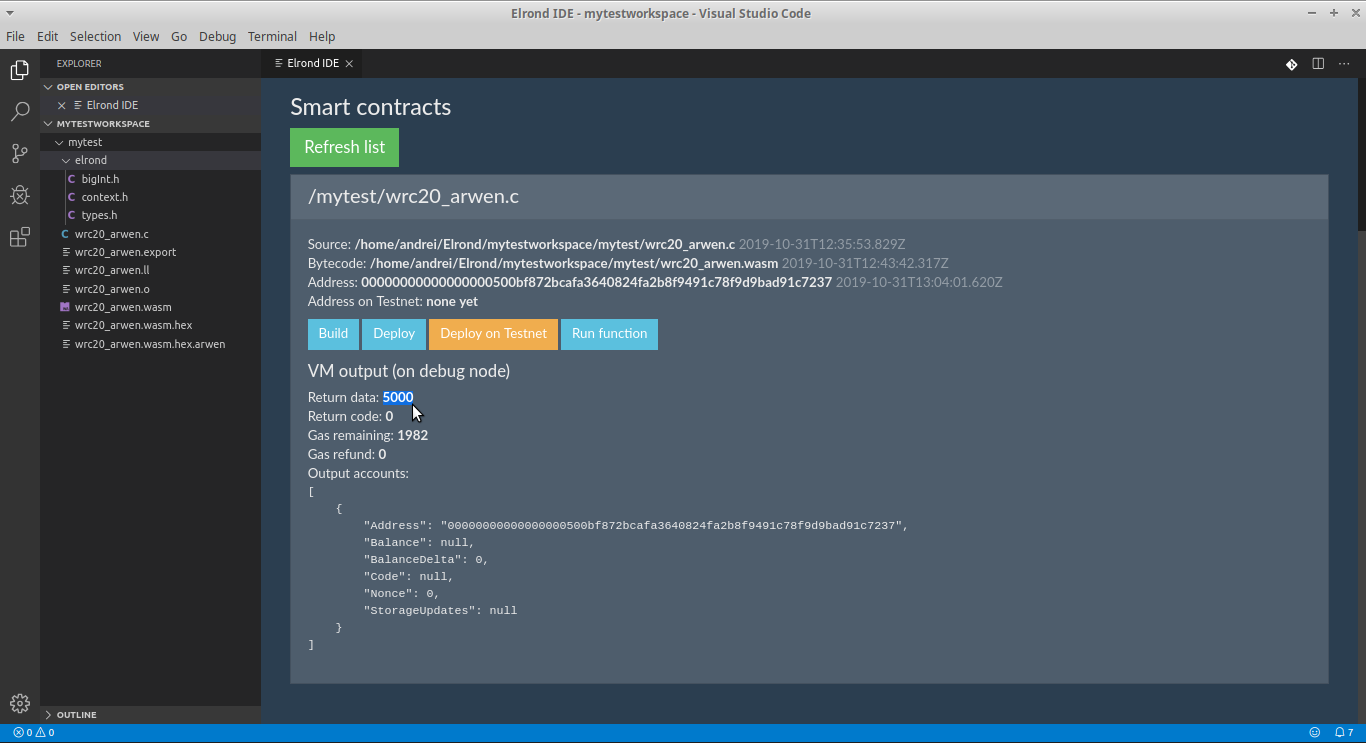 Elrond IDE - mytestworkspace - Visual Studio Code
File Edit Selection View Go Debug Terminal Help
EXPLORER
OPEN EDITORS
Elrond IDE
MYTESTWORKSPACE
mytest
elrond
C bigInt.h
C context.h
C types.h
C wrc20_arwen.c
wrc20_arwen.export
wrc20_arwen.ll
wrc20_arwen.o
wrc20_arwen.wasm
wrc20_arwen.wasm.hex
wrc20_arwen.wasm.hex.arwen
OUTLINE
Elrond IDE
Smart contracts
Refresh list
/mytest/wrc20_arwen.c
Source: /home/andrei/Elrond/mytestworkspace/mytest/wrc20_arwen.c 2019-10-31T12:35:53.829Z
Bytecode: /home/andrei/Elrond/mytestworkspace/mytest/wrc20_arwen.wasm 2019-10-31T12:43:42.317Z
Address: 00000000000000000500bf872bcafa3640824fa2b8f9491c78f9d9bad91c7237 2019-10-31T13:04:01.620Z
Address on Testnet: none yet
Build Deploy Deploy on Testnet Run function
VM output (on debug node)
Return data: 5000
Return code: 0
Gas remaining: 1982
Gas refund: 0
Output accounts:
[
{
"Address": "00000000000000000500bf872bcafa3640824fa2b8f9491c78f9d9bad91c7237",
"Balance": null,
"BalanceDelta": 0,
"Code": null,
"Nonce": 0,
"StorageUpdates": null
}
]
0 0
7